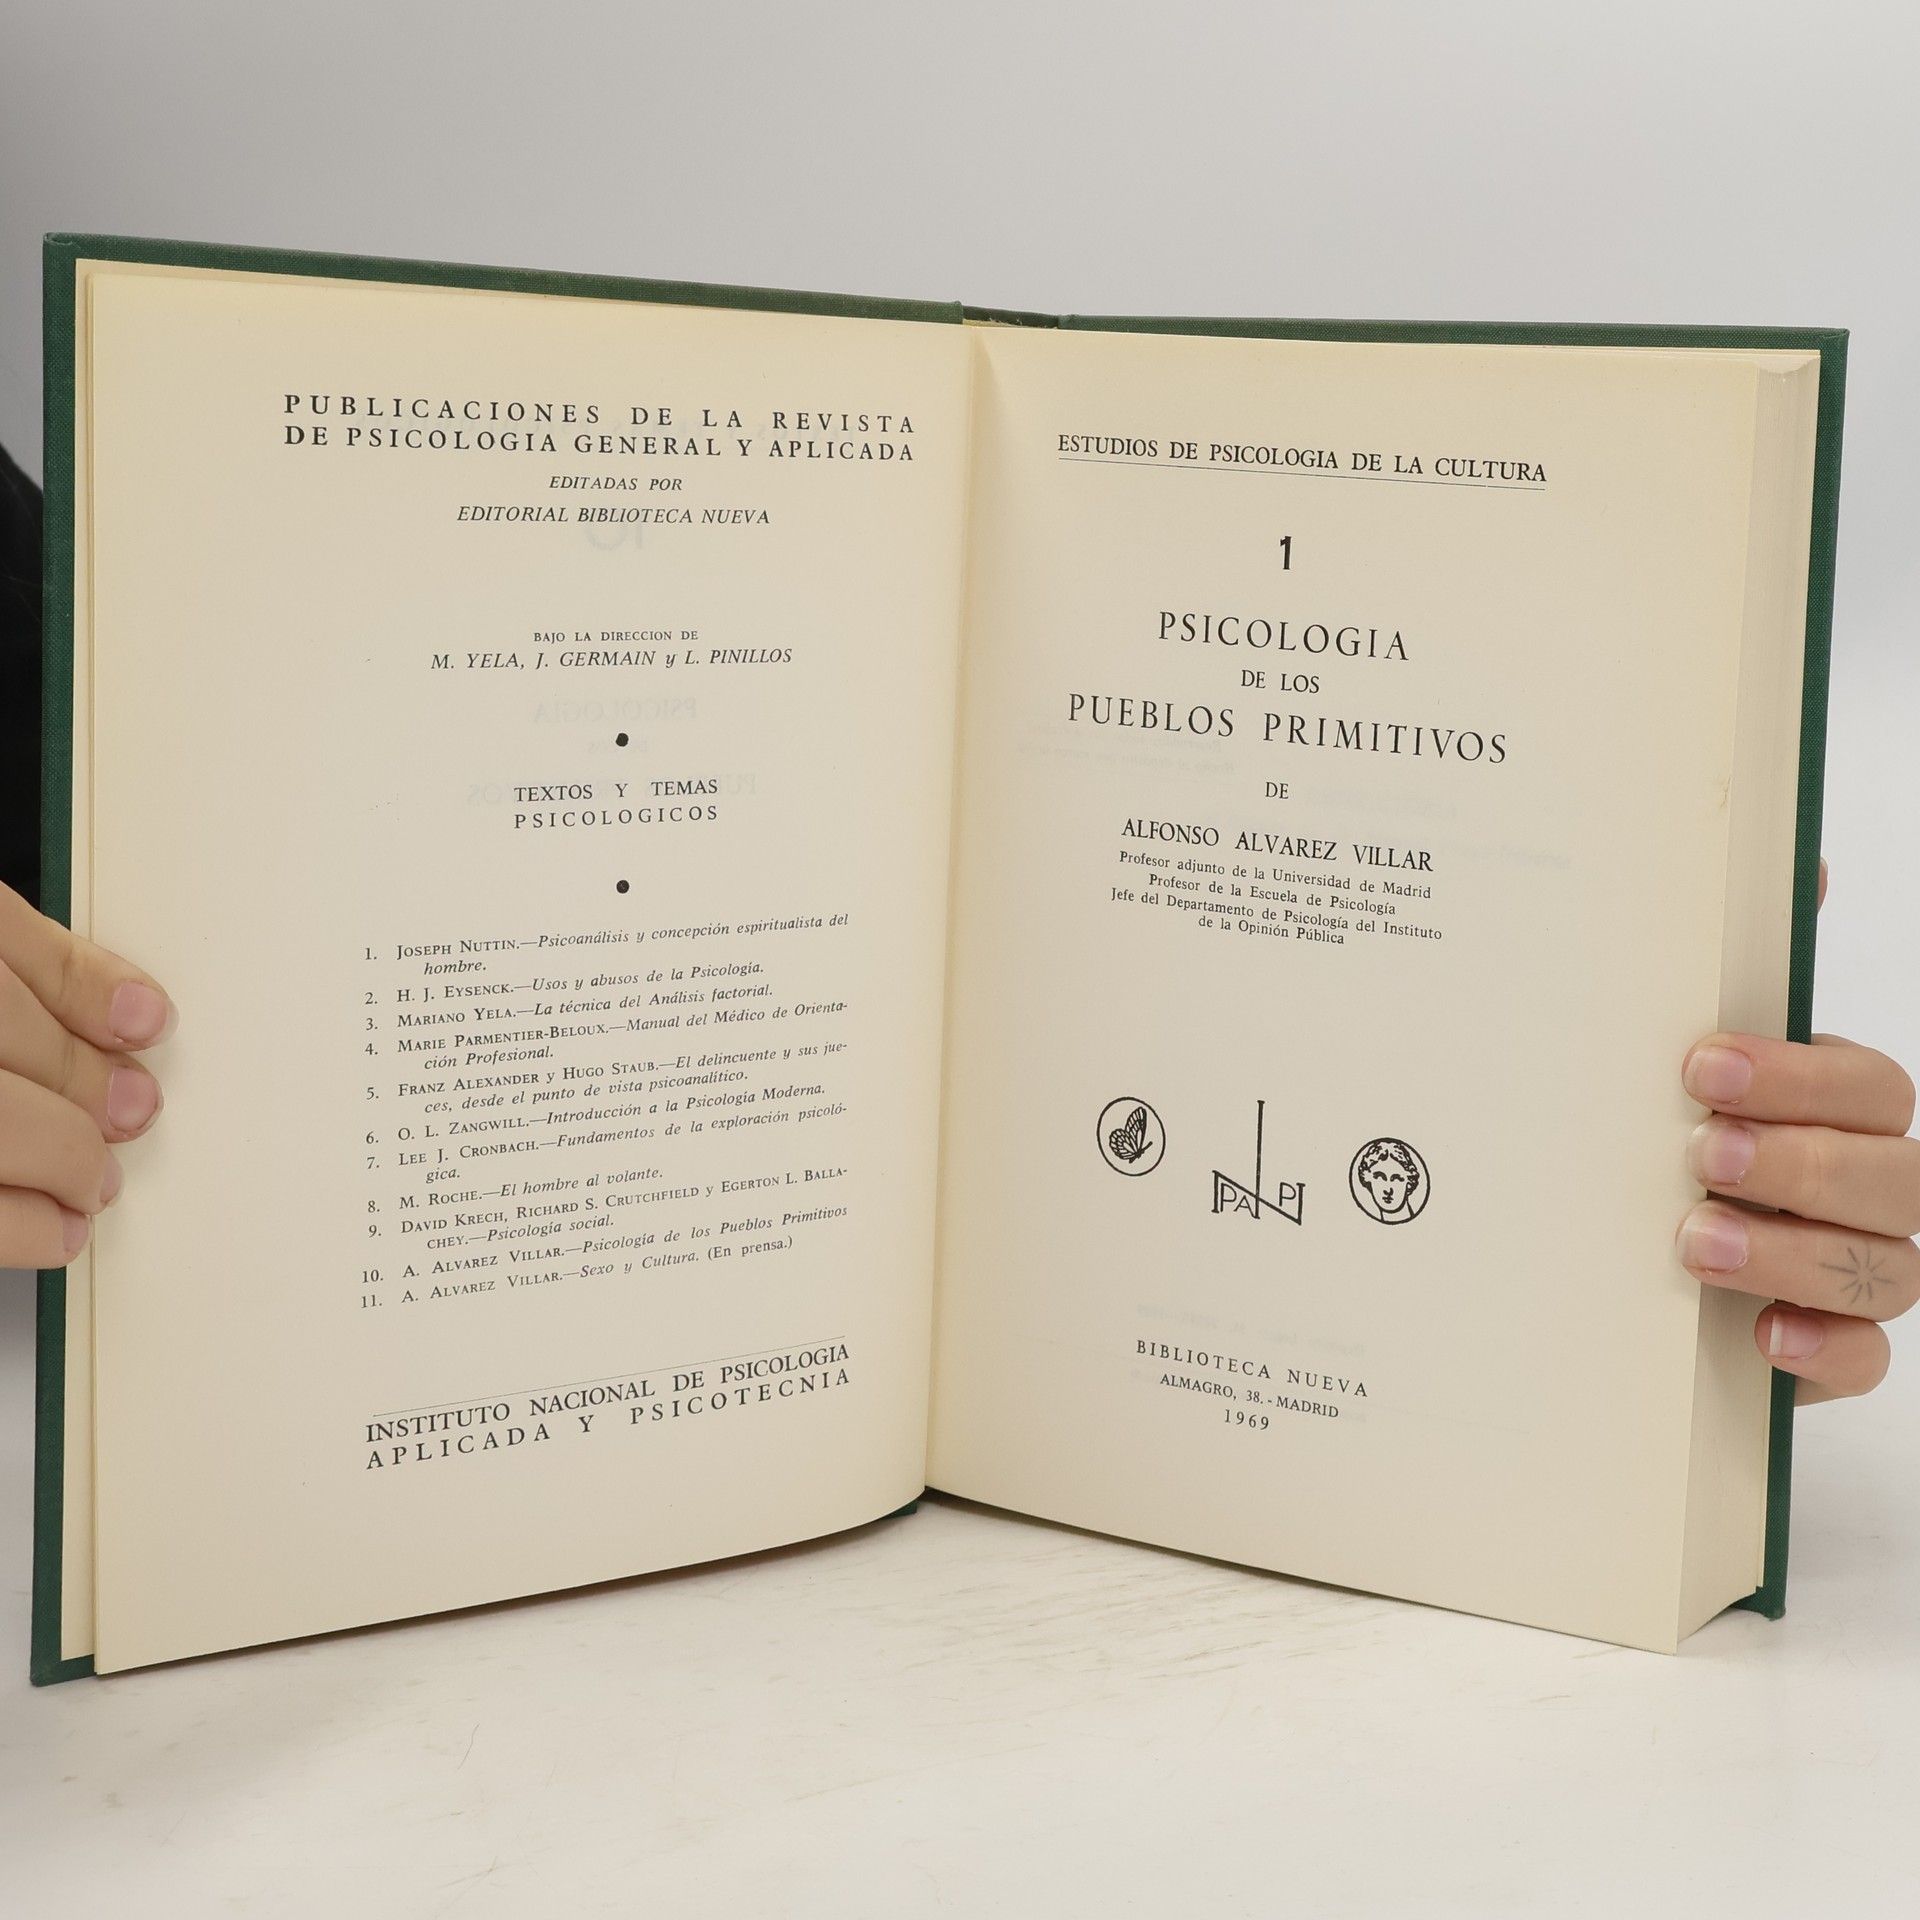 PUBLICACIONES DE LA REVISTA
DE PSICOLOGIA GENERAL Y APLICADA
EDITADAS POR
EDITORIAL BIBLIOTECA NUEVA
BAJO LA DIRECCION DE
M. YELA, J. GERMAIN y L. PINILLOS
TEXTOS Y TEMAS
PSICOLOGICOS
1. JOSEPH NUTTIN.—Psicoanálisis y concepción espiritualista del
hombre.
2. H. J. EYSENCK.—Usos y abusos de la Psicología.
3. MARIANO YELA.—La técnica del Análisis factorial.
4. MARIE PARMENTIER-BELOUX.—Manual del Médico de Orienta-
ción Profesional.
5. FRANZ ALEXANDER y HUGO STAUB.—El delincuente y sus jue-
ces, desde el punto de vista psicoanalítico.
6. O. L. ZANGWILL.—Introducción a la Psicología Moderna.
7. LEE J. CRONBACH.—Fundamentos de la exploración psicoló-
gica.
8. M. ROCHE.—El hombre al volante.
9. DAVID KRECH, RICHARD S. CRUTCHFIELD y EGERTON L. BALLA-
CHEY.—Psicología social.
10. A. ALVAREZ VILLAR.—Psicología de los Pueblos Primitivos
11. A. ALVAREZ VILLAR.—Sexo y Cultura. (En prensa.)
INSTITUTO NACIONAL DE PSICOLOGIA
APLICADA Y PSICOTECNIA
ESTUDIOS DE PSICOLOGIA DE LA CULTURA
1
PSICOLOGIA
DE LOS
PUEBLOS PRIMITIVOS
DE
ALFONSO ALVAREZ VILLAR
Profesor adjunto de la Universidad de Madrid
Profesor de la Escuela de Psicología
Jefe del Departamento de Psicología del Instituto
de la Opinión Pública
BIBLIOTECA NUEVA
ALMAGRO, 38. - MADRID
1969